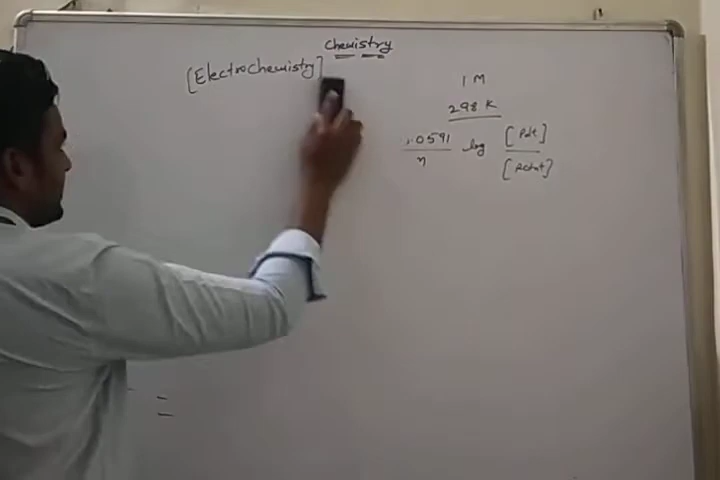 Chemistry
[Electrochemistry]
1 M
298 K
.0591 log [Pdt]
n [Rctnt]
=